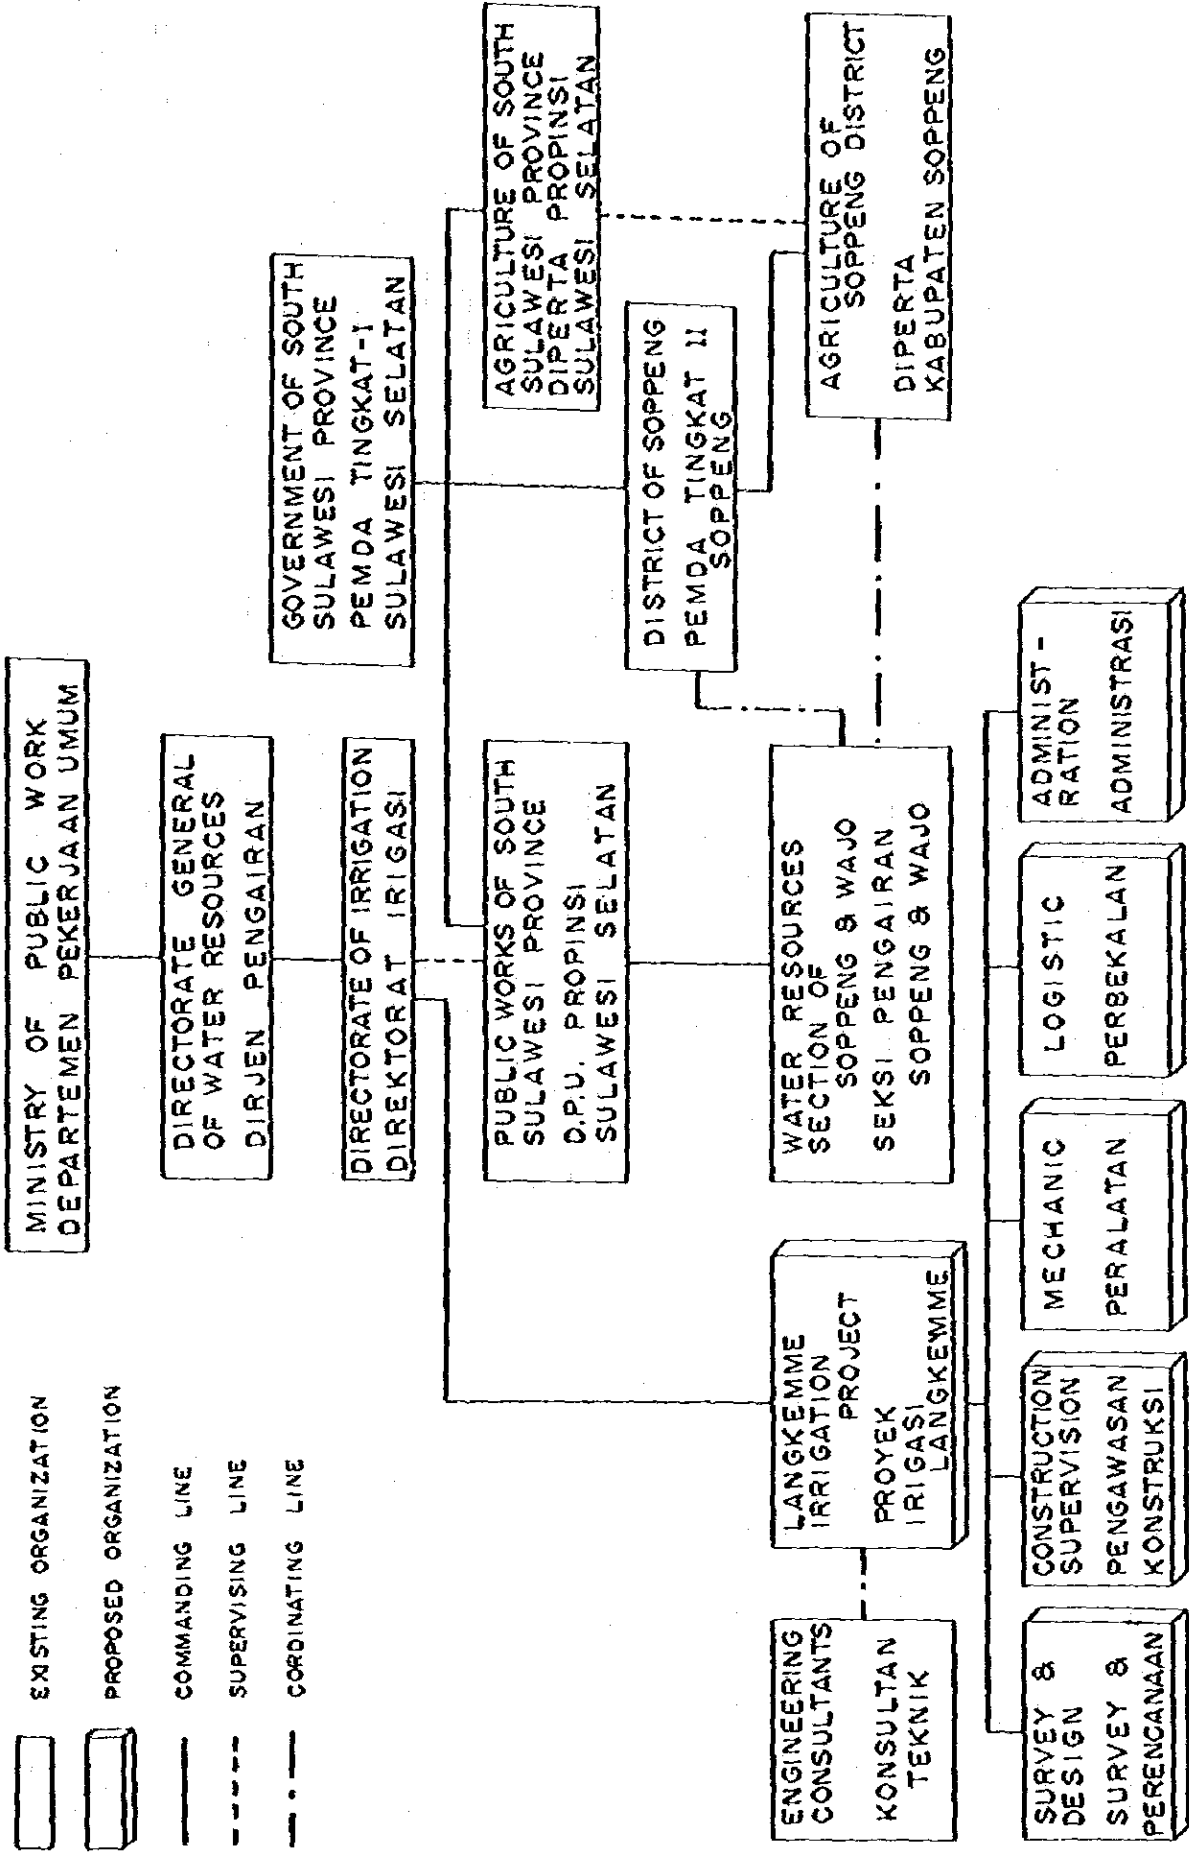 MINISTRY OF PUBLIC WORK
DEPARTEMEN PEKERJAAN UMUM
DIRECTORATE GENERAL
OF WATER RESOURCES
DIRJEN PENGAIRAN
DIRECTORATE OF IRRIGATION
DIREKTORAT IRIGASI
GOVERNMENT OF SOUTH
SULAWESI PROVINCE
PEMDA TINGKAT-I
SULAWESI SELATAN
PUBLIC WORKS OF SOUTH
SULAWESI PROVINCE
D.P.U. PROPINSI
SULAWESI SELATAN
AGRICULTURE OF SOUTH
SULAWESI PROVINCE
DIPERTA PROPINSI
SULAWESI SELATAN
DISTRICT OF SOPPENG
PEMDA TINGKAT II
SOPPENG
LANGKEMME
IRRIGATION
PROJECT
PROYEK
IRIGASI
LANGKEMME
WATER RESOURCES
SECTION OF
SOPPENG & WAJO
SEKSI PENGAIRAN
SOPPENG & WAJO
AGRICULTURE OF
SOPPENG DISTRICT
DIPERTA
KABUPATEN SOPPENG
ENGINEERING
CONSULTANTS
KONSULTAN
TEKNIK
SURVEY &
DESIGN
SURVEY &
PERENCANAAN
CONSTRUCTION
SUPERVISION
PENGAWASAN
KONSTRUKSI
MECHANIC
PERALATAN
LOGISTIC
PERBEKALAN
ADMINIST-
RATION
ADMINISTRASI
EXISTING ORGANIZATION
PROPOSED ORGANIZATION
COMMANDING LINE
SUPERVISING LINE
CORDINATING LINE